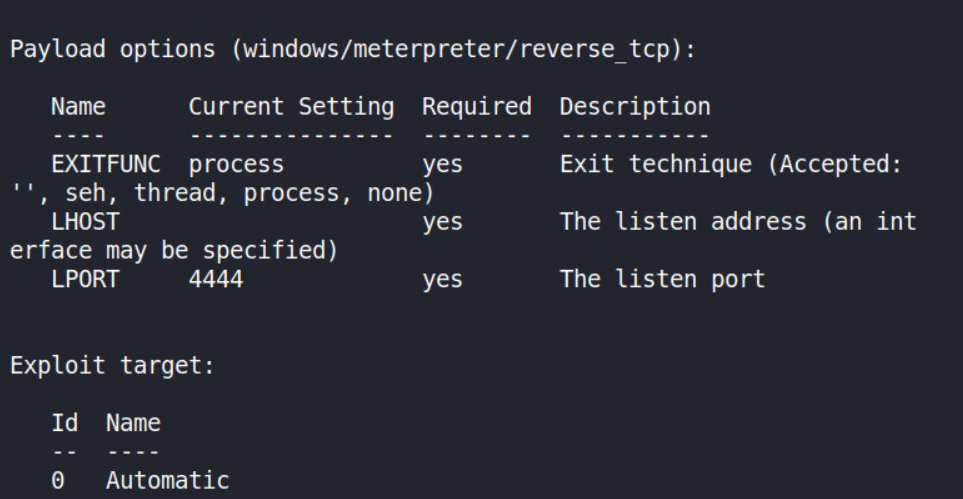 Payload options (windows/meterpreter/reverse_tcp):
Name Current Setting Required Description
---- --------------- -------- -----------
EXITFUNC process yes Exit technique (Accepted:
'', seh, thread, process, none)
LHOST yes The listen address (an int
erface may be specified)
LPORT 4444 yes The listen port
Exploit target:
Id Name
-- ----
0 Automatic